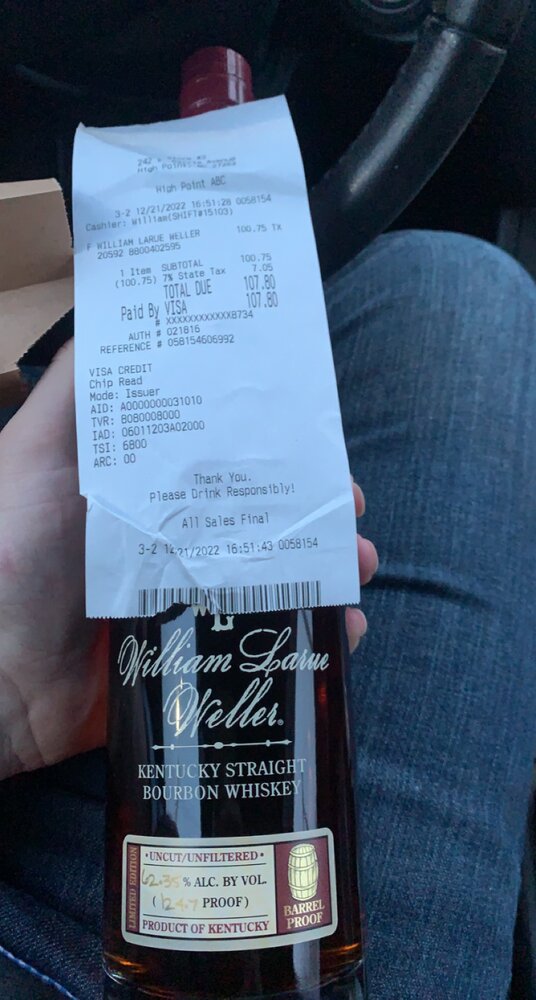 High Point ABC
3-2 12/21/2022 16:51:28 0058154
Cashier: William(SHIFT#15103)
F WILLIAM LARUE WELLER 100.75 TX
20592 8800402595
1 Item SUBTOTAL 100.75
(100.75) 7% State Tax 7.05
TOTAL DUE 107.80
Paid By VISA 107.80
# XXXXXXXXXXXX8734
AUTH # 021816
REFERENCE # 058154606992
VISA CREDIT
Chip Read
Mode: Issuer
AID: A0000000031010
TVR: 8080008000
IAD: 06011203A02000
TSI: 6800
ARC: 00
Thank You.
Please Drink Responsibly!
All Sales Final
3-2 12/21/2022 16:51:43 0058154
William Larue
Weller®
KENTUCKY STRAIGHT
BOURBON WHISKEY
LIMITED EDITION
•UNCUT/UNFILTERED•
62.35 % ALC. BY VOL.
(124.7 PROOF)
PRODUCT OF KENTUCKY
BARREL
PROOF